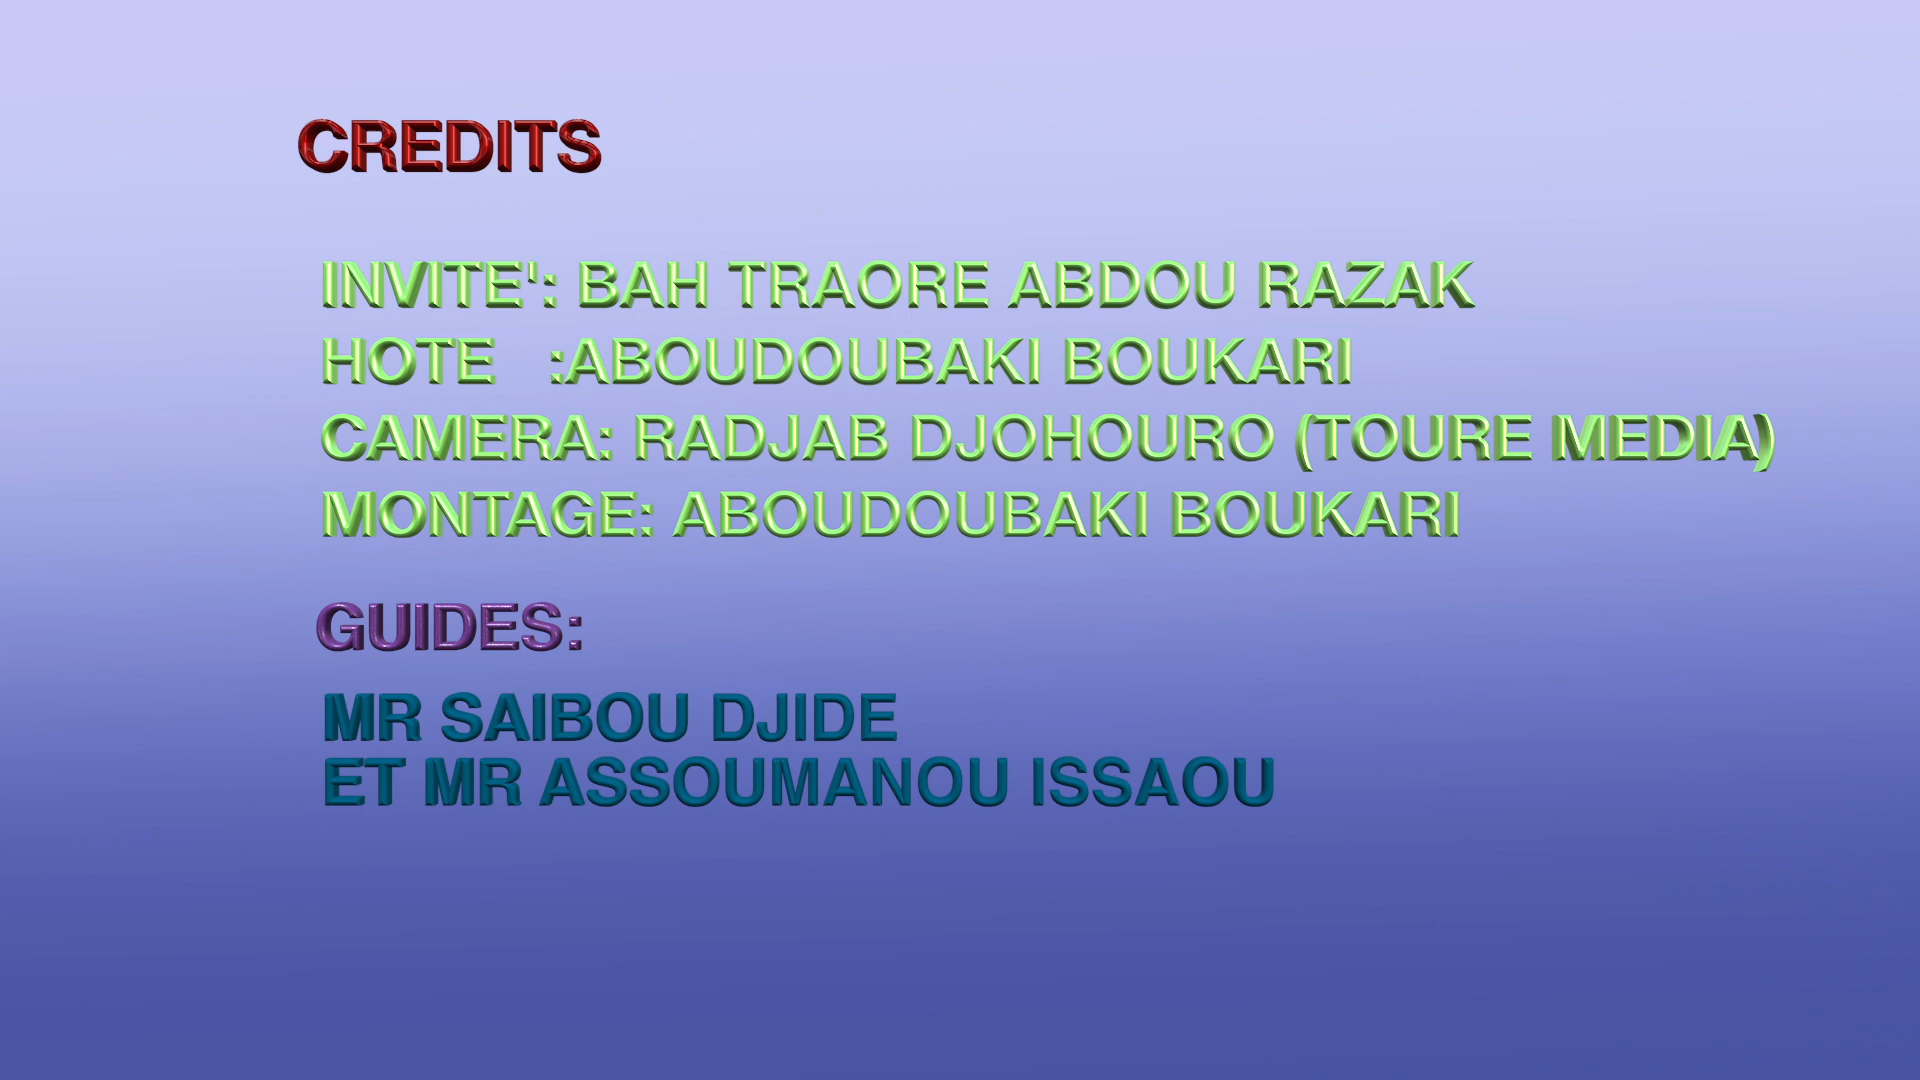 CREDITS
INVITE': BAH TRAORE ABDOU RAZAK
HOTE :ABOUDOUBAKI BOUKARI
CAMERA: RADJAB DJOHOURO (TOURE MEDIA)
MONTAGE: ABOUDOUBAKI BOUKARI
GUIDES:
MR SAIBOU DJIDE
ET MR ASSOUMANOU ISSAOU